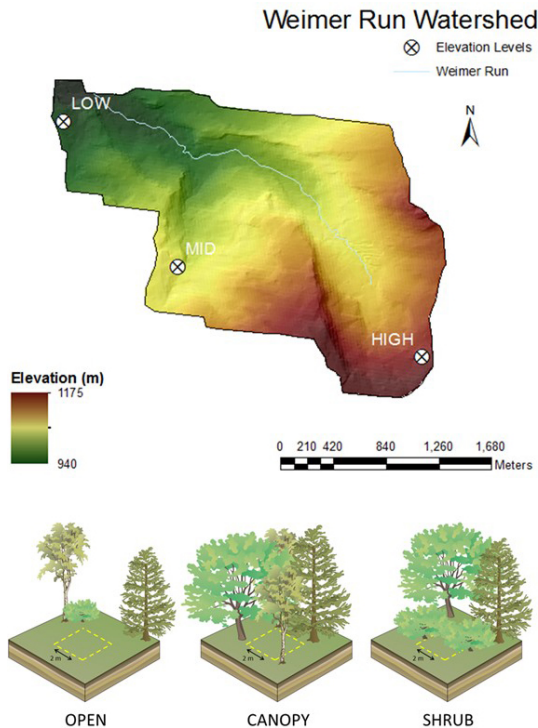 Weimer Run Watershed
Elevation Levels
Weimer Run
N
LOW
MID
HIGH
Elevation (m)
1175
940
0 210 420 840 1,260 1,680
Meters
2 m
2 m
2 m
OPEN CANOPY SHRUB